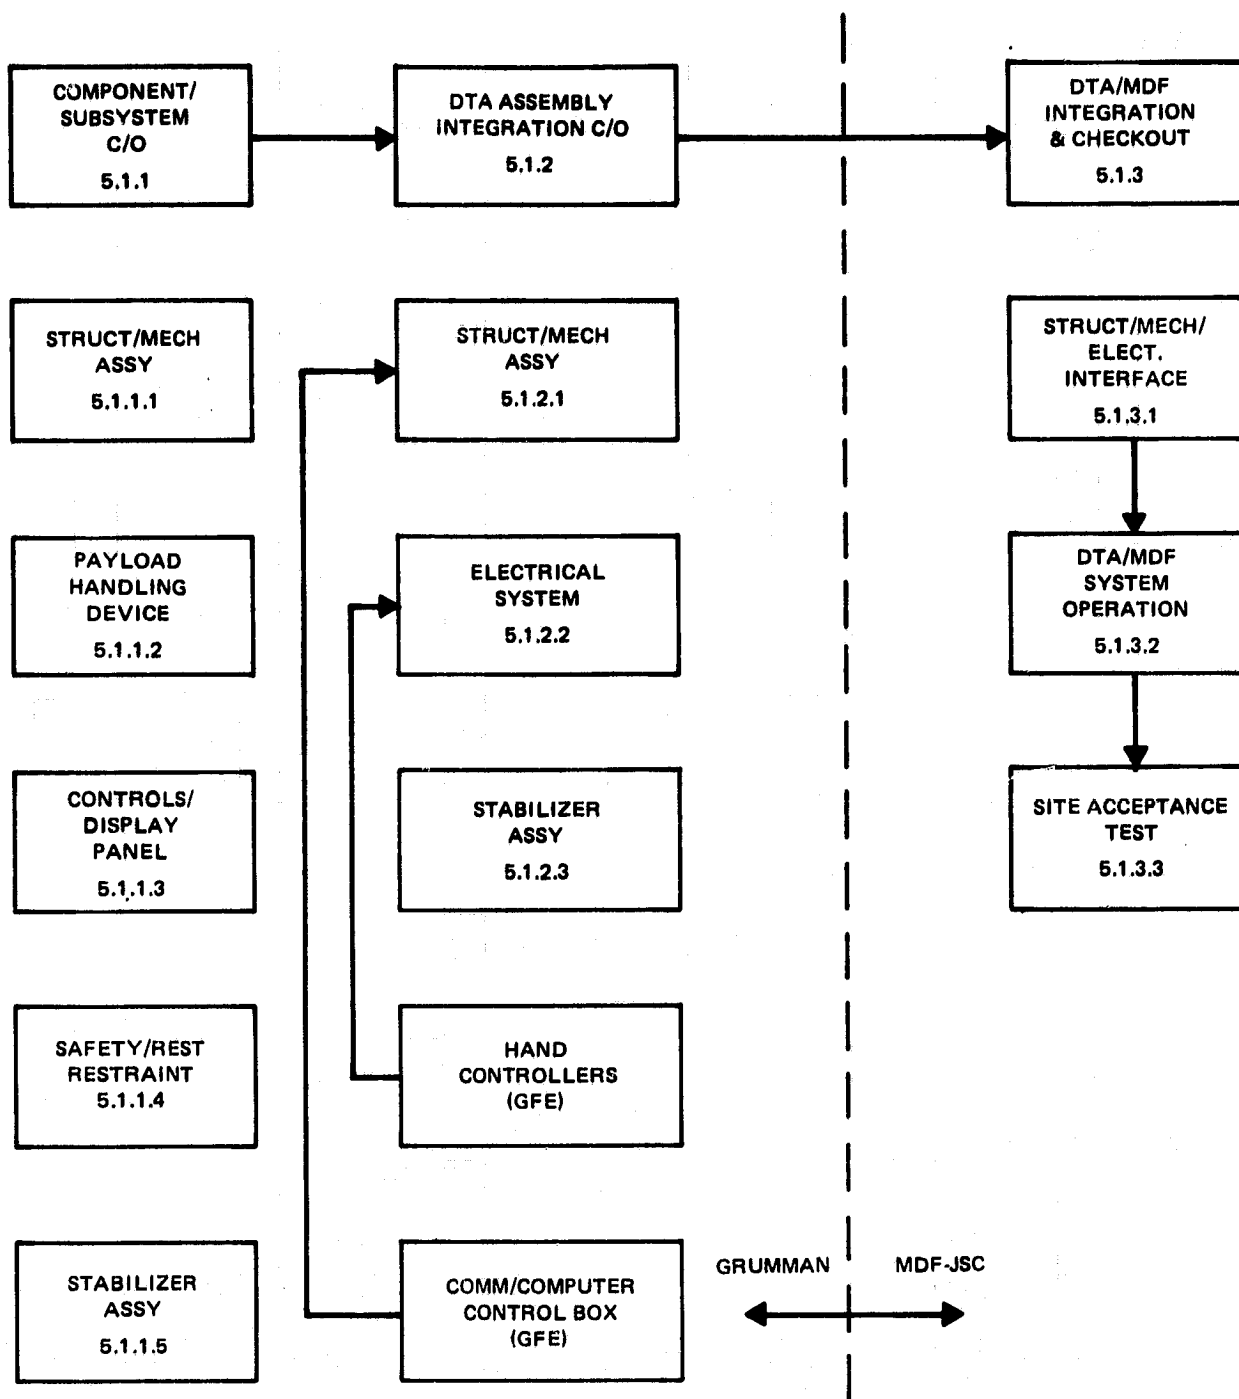 COMPONENT/
SUBSYSTEM
C/O
5.1.1
DTA ASSEMBLY
INTEGRATION C/O
5.1.2
DTA/MDF
INTEGRATION
& CHECKOUT
5.1.3
STRUCT/MECH
ASSY
5.1.1.1
STRUCT/MECH
ASSY
5.1.2.1
STRUCT/MECH/
ELECT.
INTERFACE
5.1.3.1
PAYLOAD
HANDLING
DEVICE
5.1.1.2
ELECTRICAL
SYSTEM
5.1.2.2
DTA/MDF
SYSTEM
OPERATION
5.1.3.2
CONTROLS/
DISPLAY
PANEL
5.1.1.3
STABILIZER
ASSY
5.1.2.3
SITE ACCEPTANCE
TEST
5.1.3.3
SAFETY/REST
RESTRAINT
5.1.1.4
HAND
CONTROLLERS
(GFE)
STABILIZER
ASSY
5.1.1.5
COMM/COMPUTER
CONTROL BOX
(GFE)
GRUMMAN
MDF-JSC